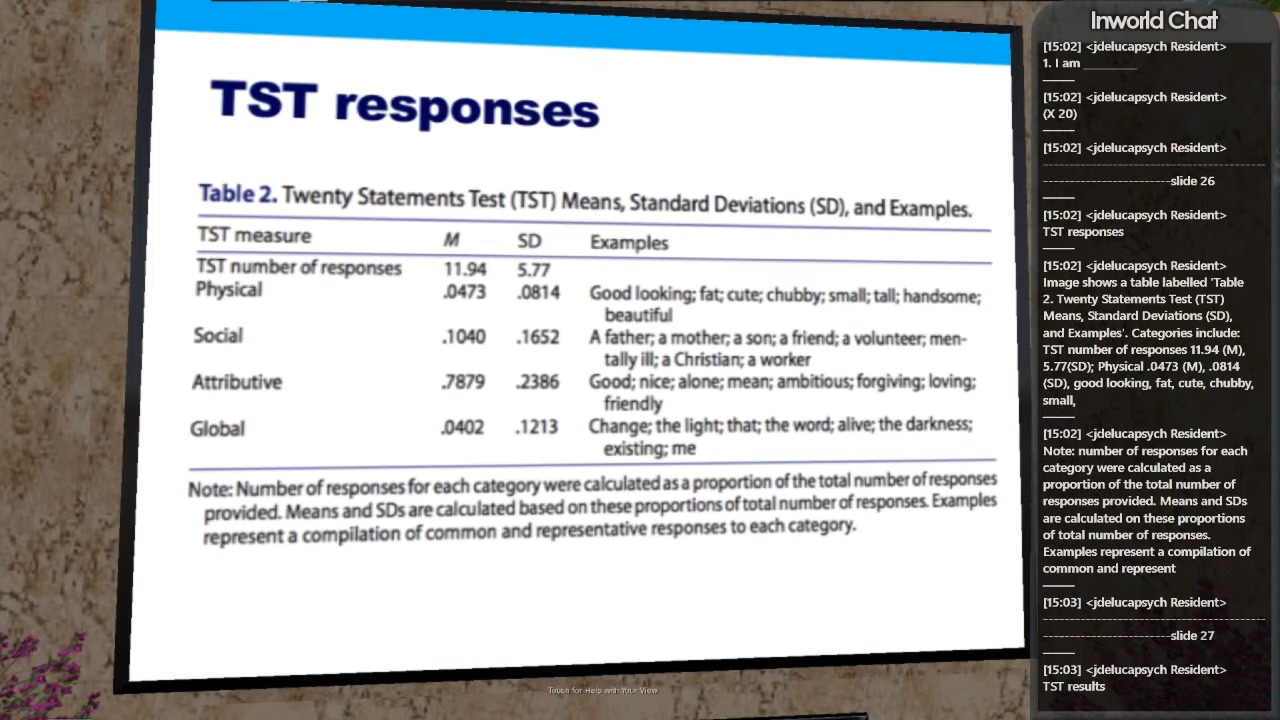 TST responses
Table 2. Twenty Statements Test (TST) Means, Standard Deviations (SD), and Examples.
TST measure M SD Examples
TST number of responses 11.94 5.77
Physical .0473 .0814 Good looking; fat; cute; chubby; small; tall; handsome;
beautiful
Social .1040 .1652 A father; a mother; a son; a friend; a volunteer; men-
tally ill; a Christian; a worker
Attributive .7879 .2386 Good; nice; alone; mean; ambitious; forgiving; loving;
friendly
Global .0402 .1213 Change; the light; that; the word; alive; the darkness;
existing; me
Note: Number of responses for each category were calculated as a proportion of the total number of responses
provided. Means and SDs are calculated based on these proportions of total number of responses. Examples
represent a compilation of common and representative responses to each category.
Touch for Help with Your View
Inworld Chat
[15:02] <jdelucapsych Resident>
1. I am _________
[15:02] <jdelucapsych Resident>
(X 20)
[15:02] <jdelucapsych Resident>
--------------------------------------------
-------------------------slide 26
[15:02] <jdelucapsych Resident>
TST responses
[15:02] <jdelucapsych Resident>
Image shows a table labelled 'Table
2. Twenty Statements Test (TST)
Means, Standard Deviations (SD),
and Examples'. Categories include:
TST number of responses 11.94 (M),
5.77(SD); Physical .0473 (M), .0814
(SD), good looking, fat, cute, chubby,
small,
[15:02] <jdelucapsych Resident>
Note: number of responses for each
category were calculated as a
proportion of the total number of
responses provided. Means and SDs
are calculated on these proportions
of total number of responses.
Examples represent a compilation of
common and represent
[15:03] <jdelucapsych Resident>
--------------------------------------------
-------------------------slide 27
[15:03] <jdelucapsych Resident>
TST results